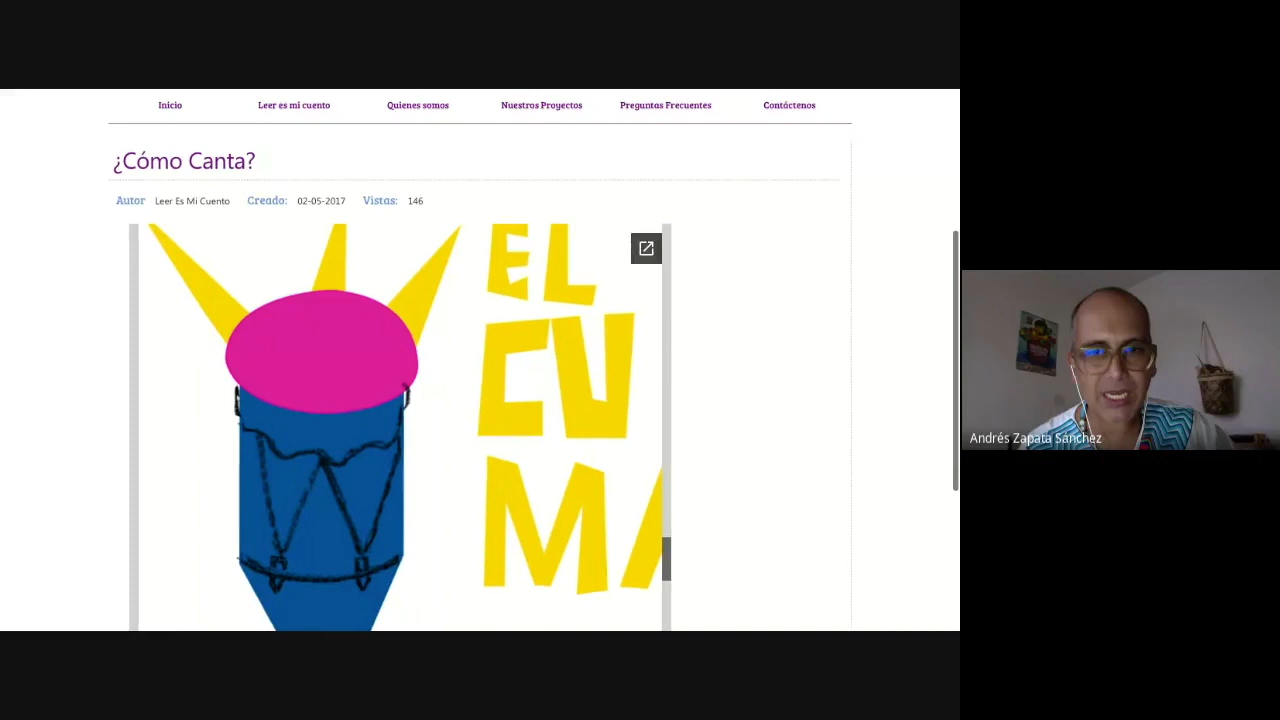 Inicio Leer es mi cuento Quienes somos Nuestros Proyectos Preguntas Frecuentes Contáctenos
¿Cómo Canta?
Autor Leer Es Mi Cuento Creado: 02-05-2017 Vistas: 146
EL
CU
MA
Andrés Zapata Sánchez